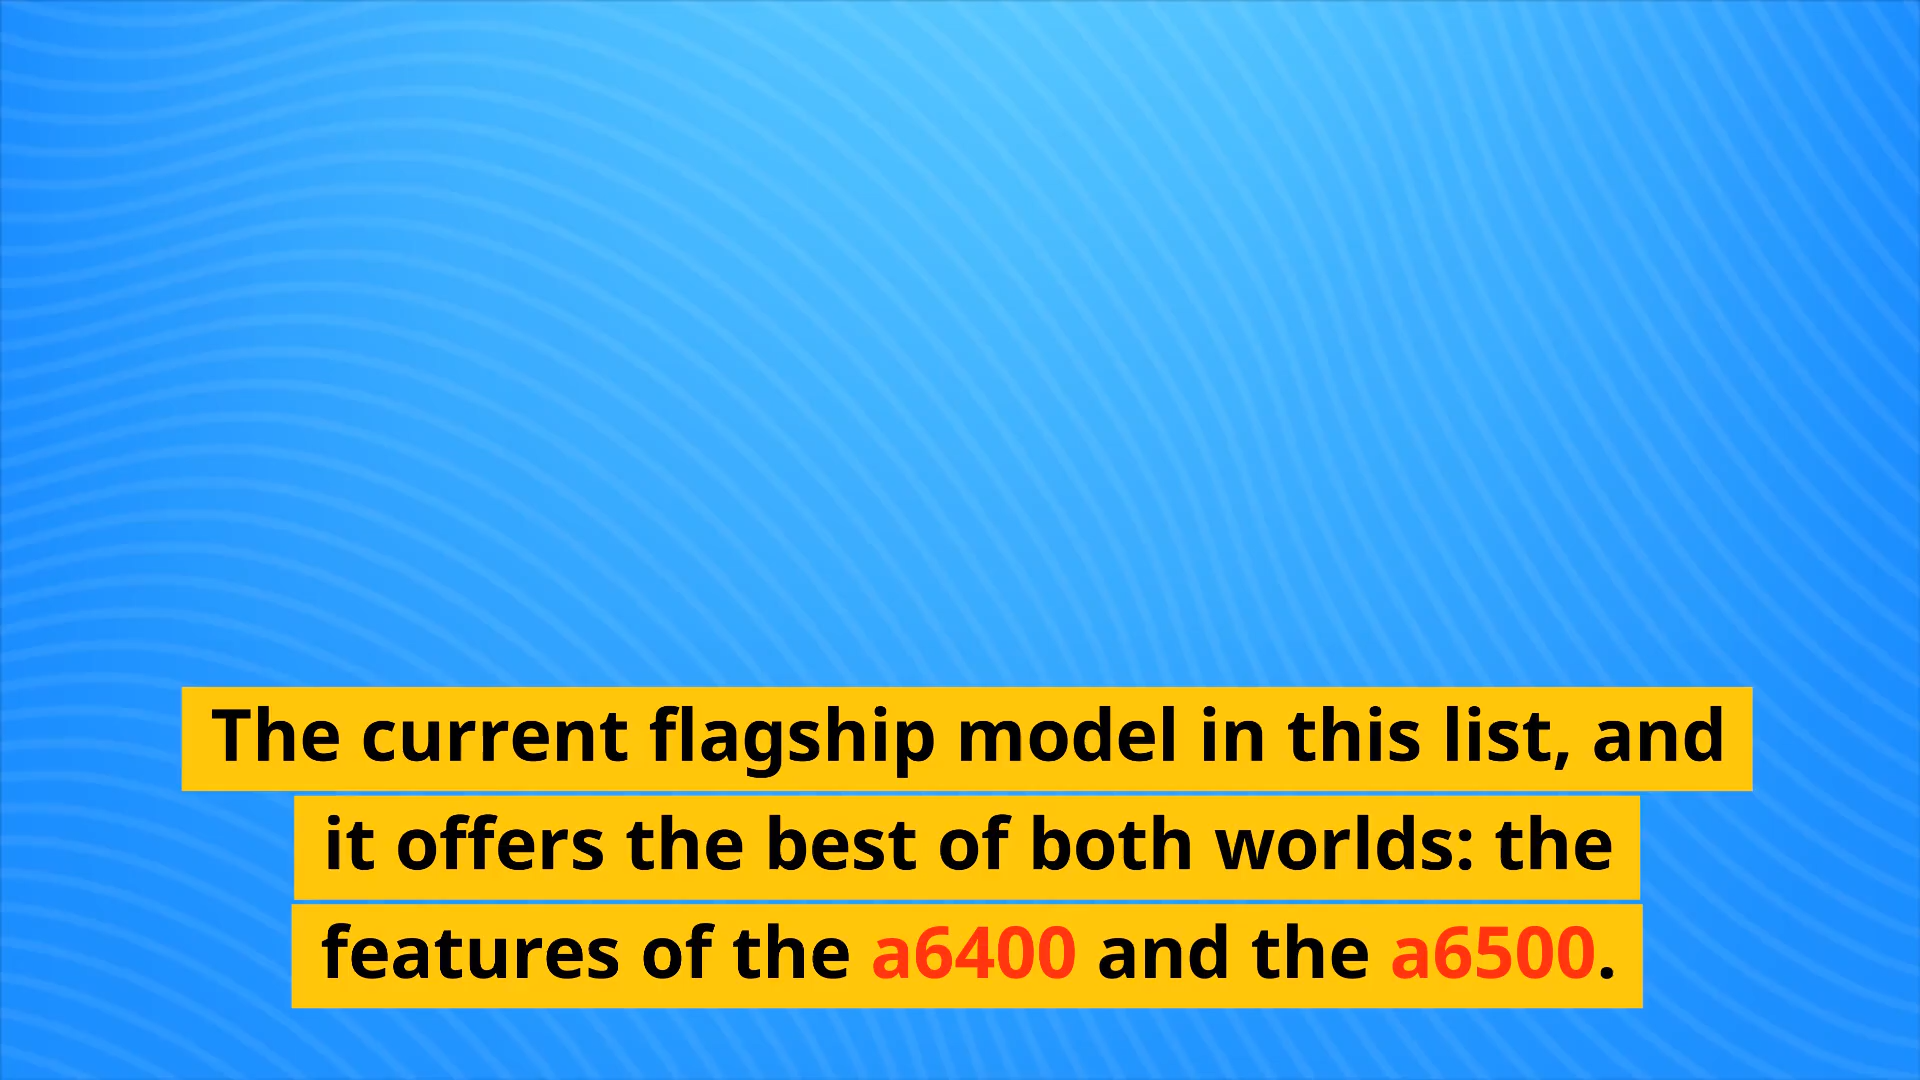 The current flagship model in this list, and
it offers the best of both worlds: the
features of the a6400 and the a6500.